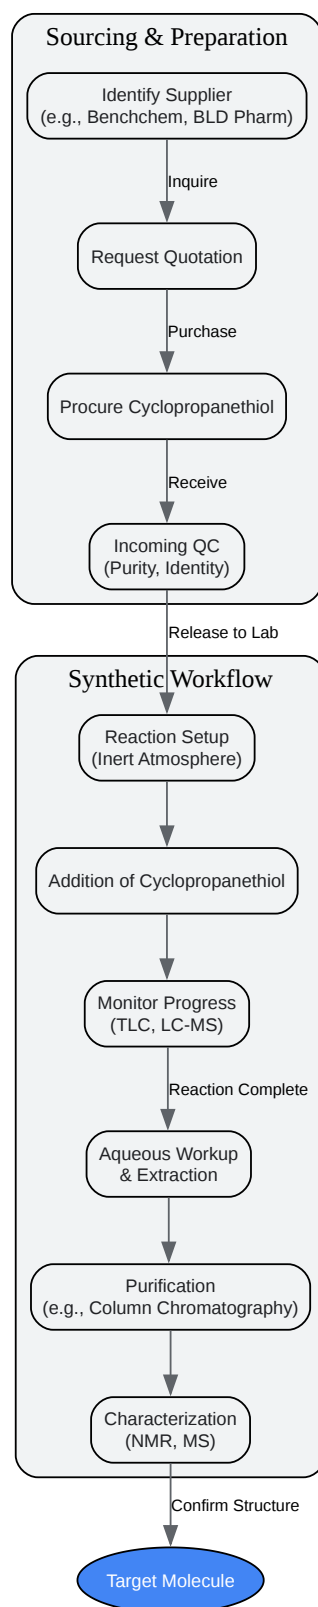 Sourcing & Preparation
Identify Supplier
(e.g., Benchchem, BLD Pharm)
Inquire
Request Quotation
Purchase
Procure Cyclopropanethiol
Receive
Incoming QC
(Purity, Identity)
Release to Lab
Synthetic Workflow
Reaction Setup
(Inert Atmosphere)
Addition of Cyclopropanethiol
Monitor Progress
(TLC, LC-MS)
Reaction Complete
Aqueous Workup
& Extraction
Purification
(e.g., Column Chromatography)
Characterization
(NMR, MS)
Confirm Structure
Target Molecule